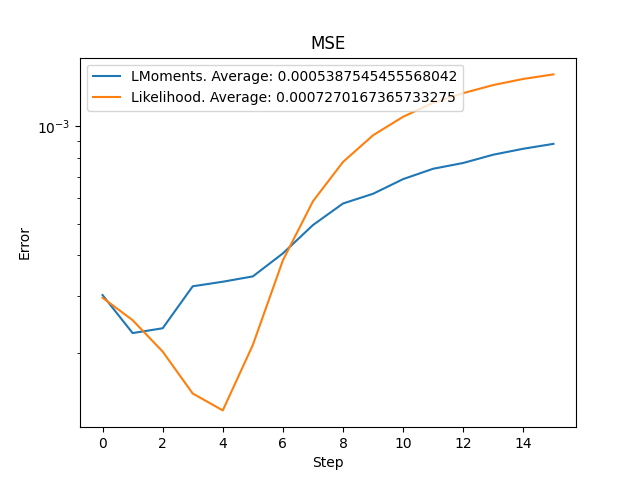 MSE
LMoments. Average: 0.0005387545455568042
Likelihood. Average: 0.0007270167365733275
10⁻³
Error
0 2 4 6 8 10 12 14
Step